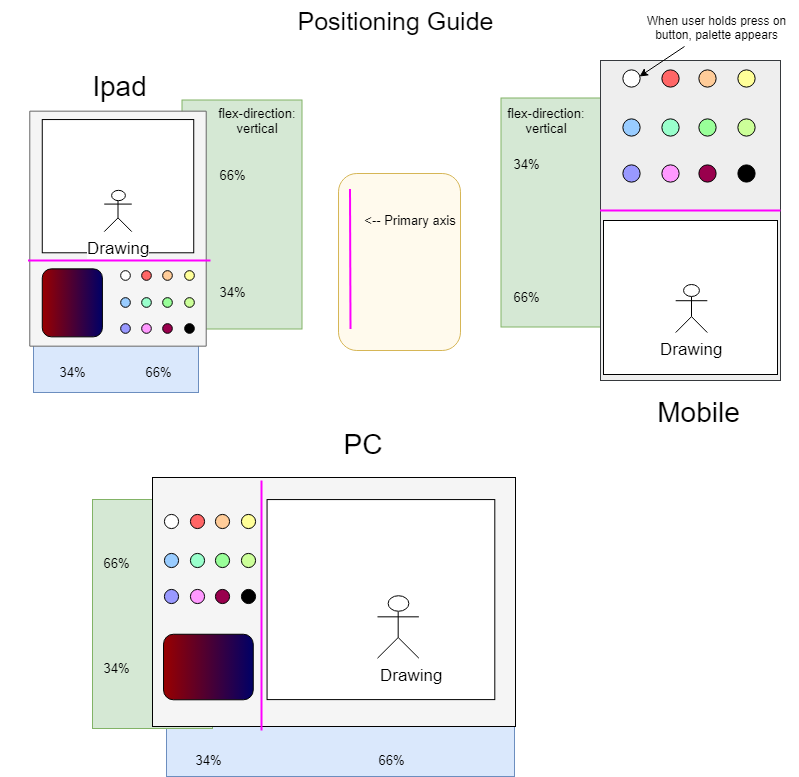 Positioning Guide
When user holds press on
button, palette appears
Ipad
flex-direction:
vertical
66%
Drawing
34%
34%
66%
<-- Primary axis
flex-direction:
vertical
34%
66%
Drawing
Mobile
PC
66%
34%
Drawing
34%
66%